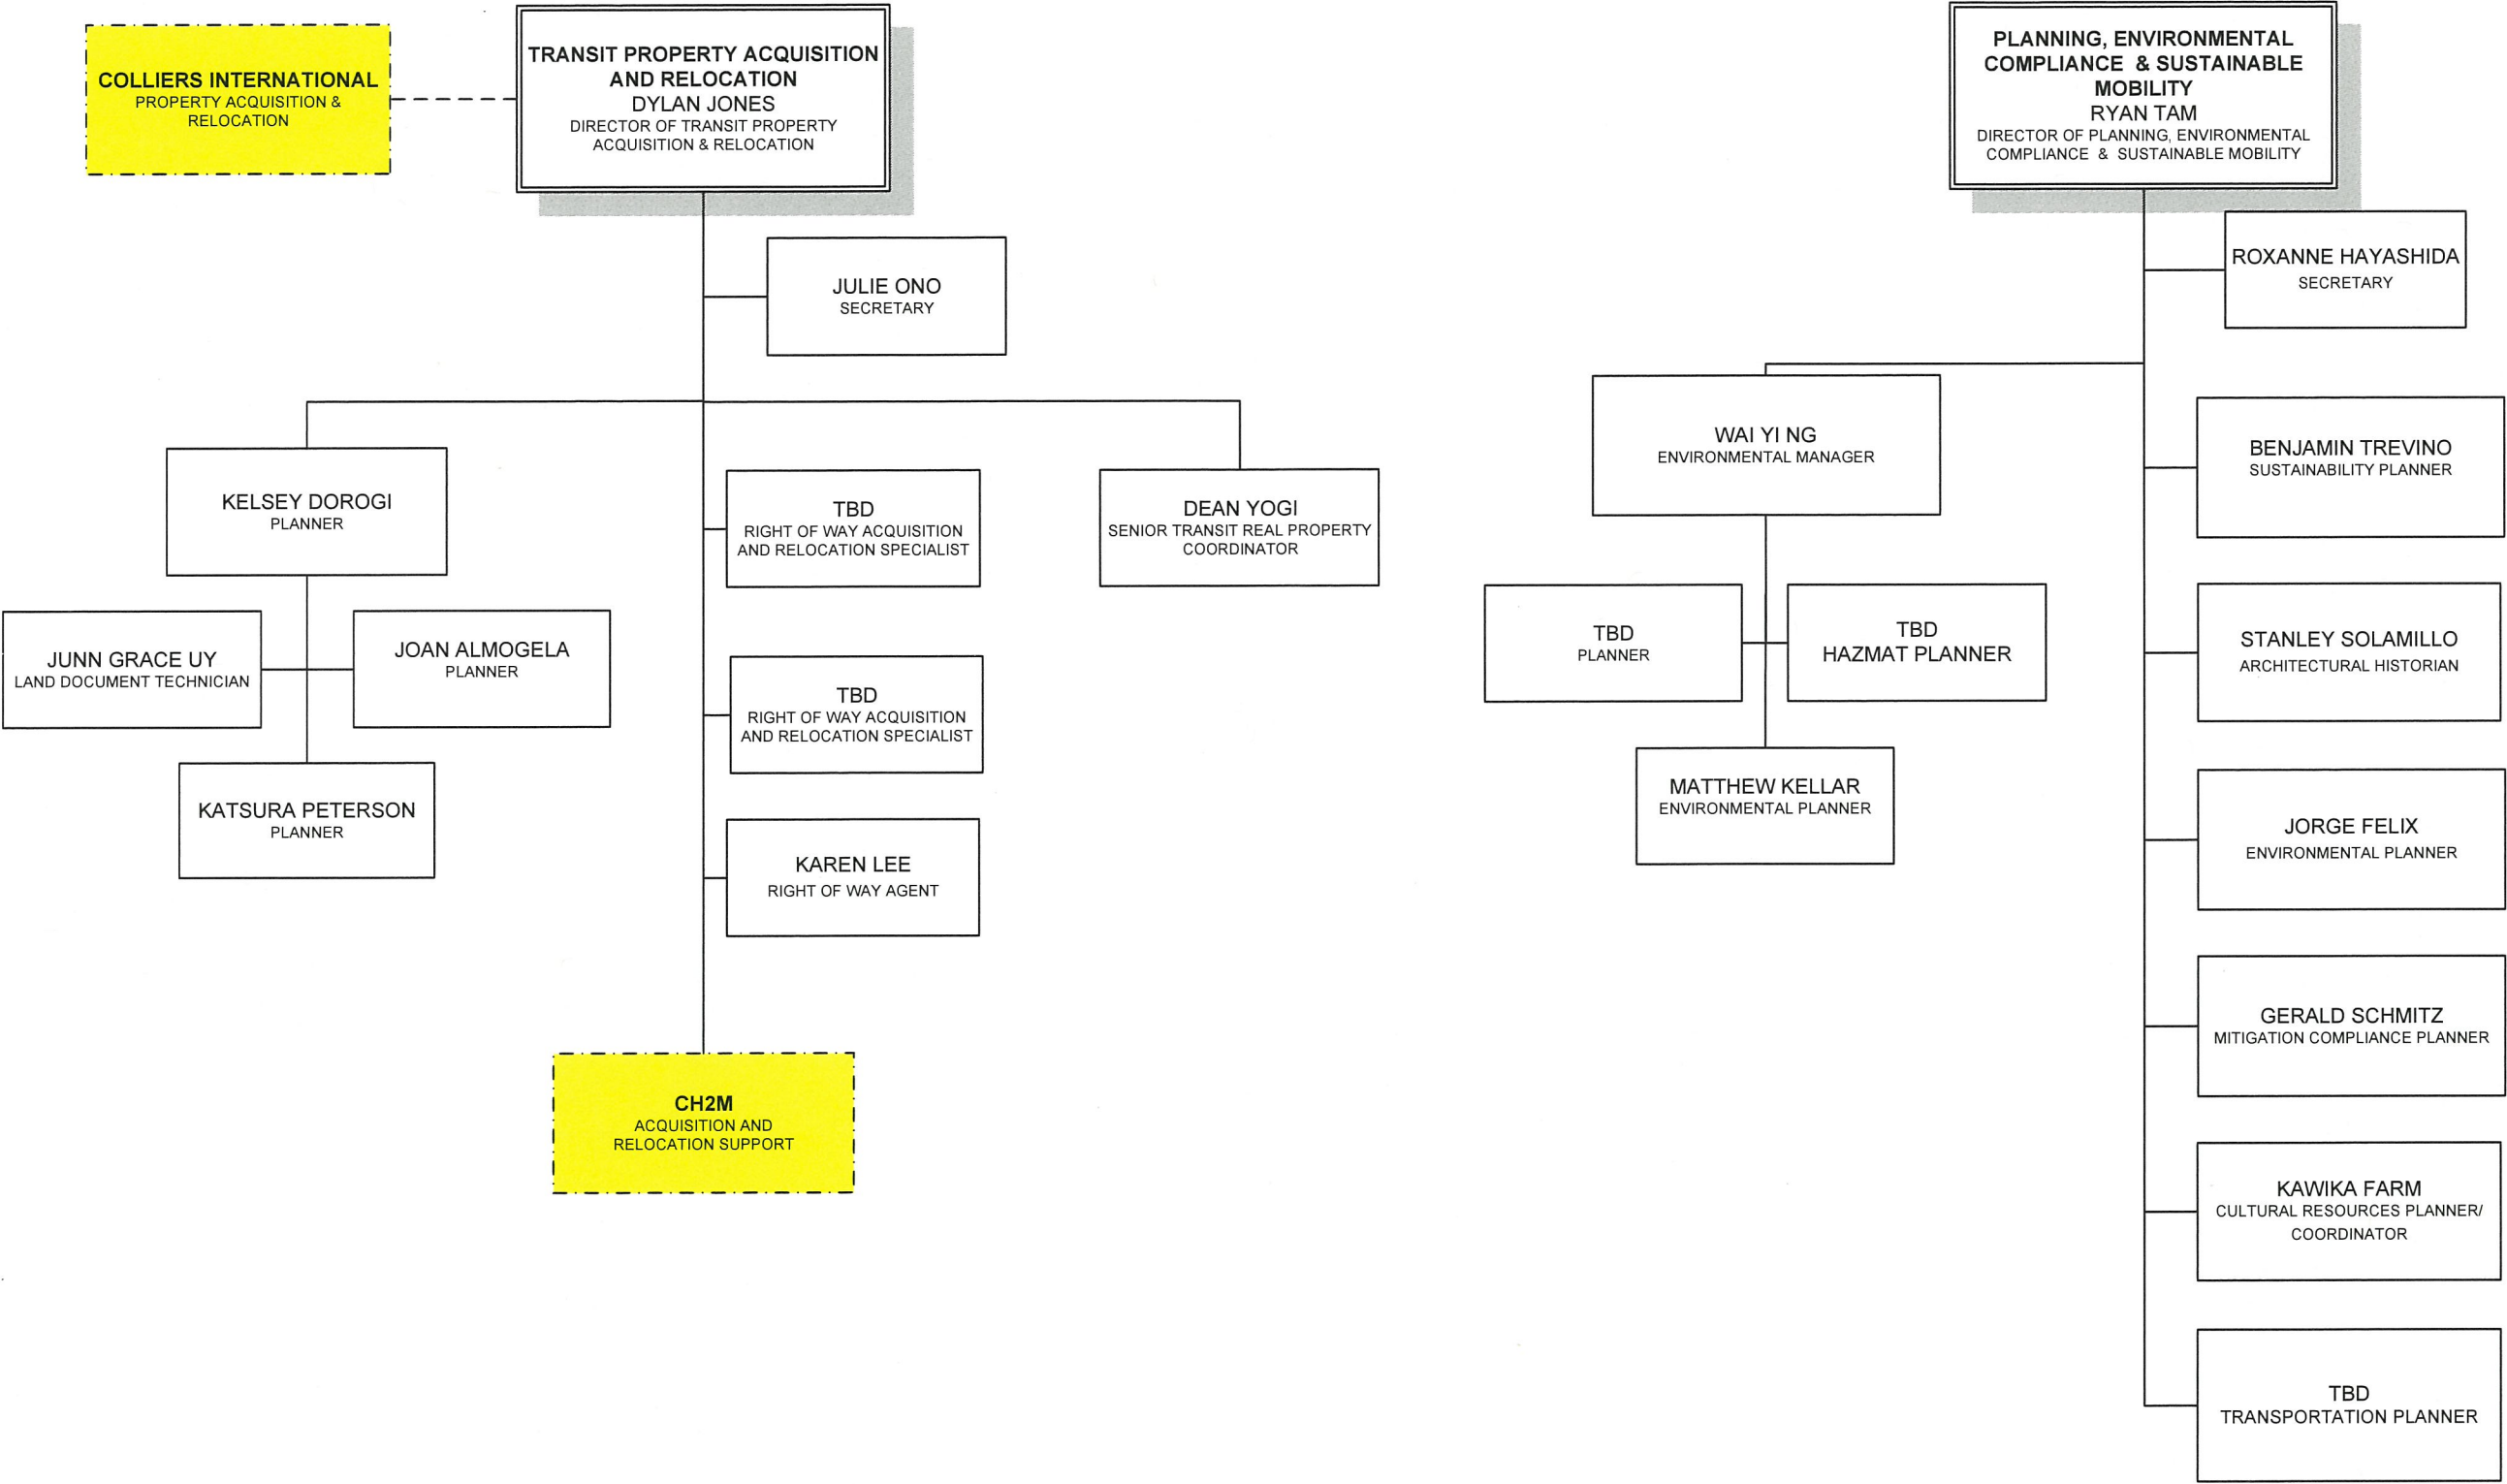 COLLIERS INTERNATIONAL
PROPERTY ACQUISITION &
RELOCATION
TRANSIT PROPERTY ACQUISITION
AND RELOCATION
DYLAN JONES
DIRECTOR OF TRANSIT PROPERTY
ACQUISITION & RELOCATION
JULIE ONO
SECRETARY
KELSEY DOROGI
PLANNER
JUNN GRACE UY
LAND DOCUMENT TECHNICIAN
JOAN ALMOGELA
PLANNER
KATSURA PETERSON
PLANNER
TBD
RIGHT OF WAY ACQUISITION
AND RELOCATION SPECIALIST
TBD
RIGHT OF WAY ACQUISITION
AND RELOCATION SPECIALIST
KAREN LEE
RIGHT OF WAY AGENT
DEAN YOGI
SENIOR TRANSIT REAL PROPERTY
COORDINATOR
CH2M
ACQUISITION AND
RELOCATION SUPPORT
PLANNING, ENVIRONMENTAL
COMPLIANCE & SUSTAINABLE
MOBILITY
RYAN TAM
DIRECTOR OF PLANNING, ENVIRONMENTAL
COMPLIANCE & SUSTAINABLE MOBILITY
ROXANNE HAYASHIDA
SECRETARY
WAI YI NG
ENVIRONMENTAL MANAGER
TBD
PLANNER
TBD
HAZMAT PLANNER
MATTHEW KELLAR
ENVIRONMENTAL PLANNER
BENJAMIN TREVINO
SUSTAINABILITY PLANNER
STANLEY SOLAMILLO
ARCHITECTURAL HISTORIAN
JORGE FELIX
ENVIRONMENTAL PLANNER
GERALD SCHMITZ
MITIGATION COMPLIANCE PLANNER
KAWIKA FARM
CULTURAL RESOURCES PLANNER/
COORDINATOR
TBD
TRANSPORTATION PLANNER